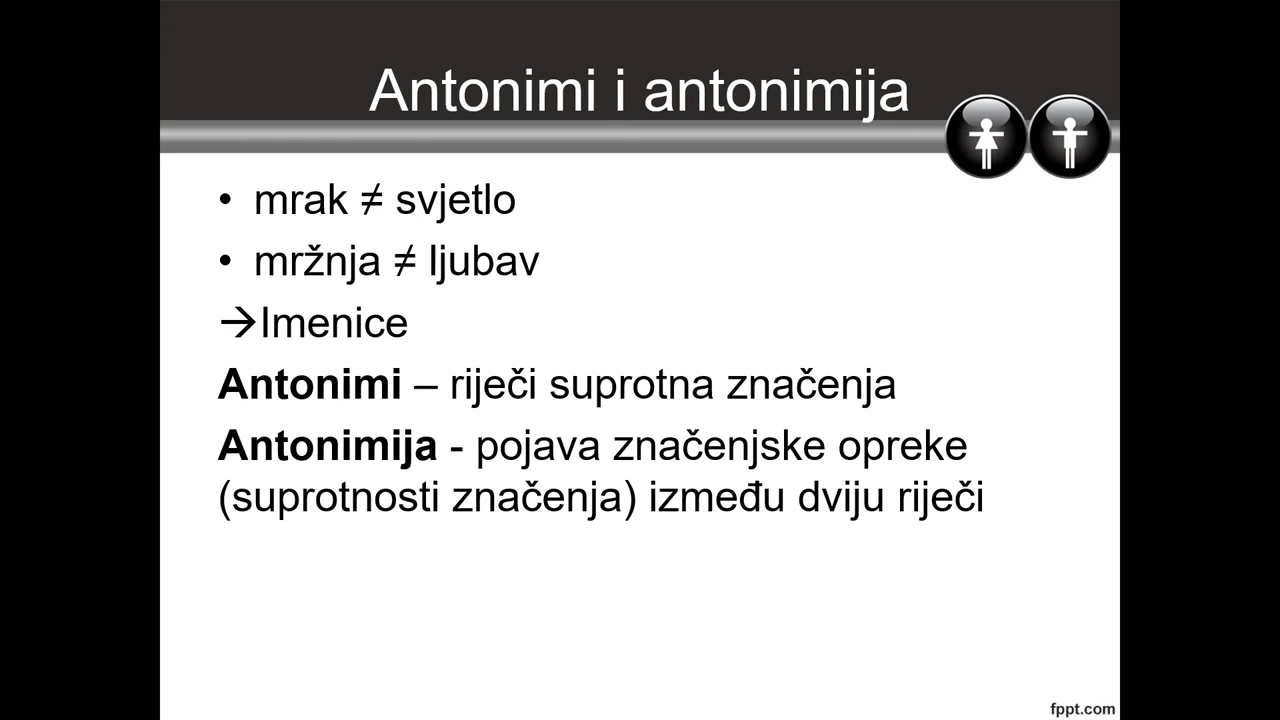 Antonimi i antonimija
• mrak ≠ svjetlo
• mržnja ≠ ljubav
→Imenice
Antonimi – riječi suprotna značenja
Antonimija - pojava značenjske opreke
(suprotnosti značenja) između dviju riječi
fppt.com